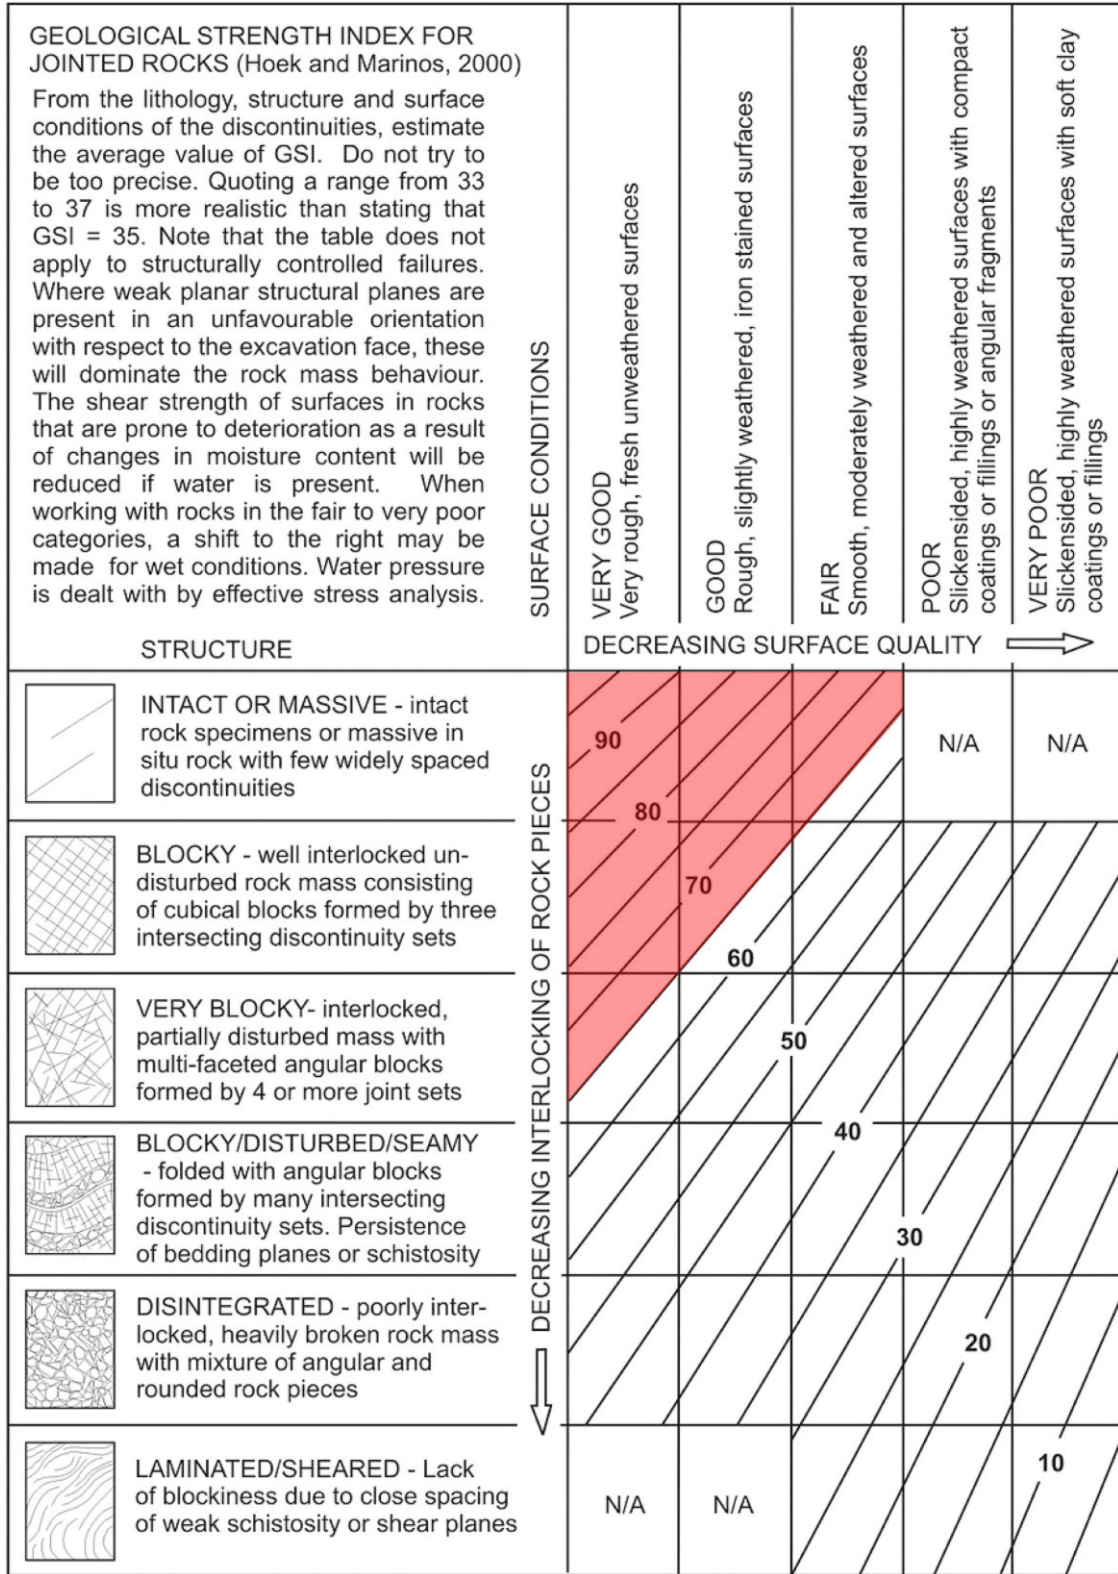 GEOLOGICAL STRENGTH INDEX FOR
JOINTED ROCKS (Hoek and Marinos, 2000)
From the lithology, structure and surface
conditions of the discontinuities, estimate
the average value of GSI. Do not try to
be too precise. Quoting a range from 33
to 37 is more realistic than stating that
GSI = 35. Note that the table does not
apply to structurally controlled failures.
Where weak planar structural planes are
present in an unfavourable orientation
with respect to the excavation face, these
will dominate the rock mass behaviour.
The shear strength of surfaces in rocks
that are prone to deterioration as a result
of changes in moisture content will be
reduced if water is present. When
working with rocks in the fair to very poor
categories, a shift to the right may be
made for wet conditions. Water pressure
is dealt with by effective stress analysis.
STRUCTURE
SURFACE CONDITIONS
VERY GOOD
Very rough, fresh unweathered surfaces
GOOD
Rough, slightly weathered, iron stained surfaces
FAIR
Smooth, moderately weathered and altered surfaces
POOR
Slickensided, highly weathered surfaces with compact
coatings or fillings or angular fragments
VERY POOR
Slickensided, highly weathered surfaces with soft clay
coatings or fillings
DECREASING SURFACE QUALITY
INTACT OR MASSIVE - intact
rock specimens or massive in
situ rock with few widely spaced
discontinuities
BLOCKY - well interlocked un-
disturbed rock mass consisting
of cubical blocks formed by three
intersecting discontinuity sets
VERY BLOCKY- interlocked,
partially disturbed mass with
multi-faceted angular blocks
formed by 4 or more joint sets
BLOCKY/DISTURBED/SEAMY
- folded with angular blocks
formed by many intersecting
discontinuity sets. Persistence
of bedding planes or schistosity
DISINTEGRATED - poorly inter-
locked, heavily broken rock mass
with mixture of angular and
rounded rock pieces
LAMINATED/SHEARED - Lack
of blockiness due to close spacing
of weak schistosity or shear planes
DECREASING INTERLOCKING OF ROCK PIECES
90
N/A
N/A
80
70
60
50
40
30
20
10
N/A
N/A